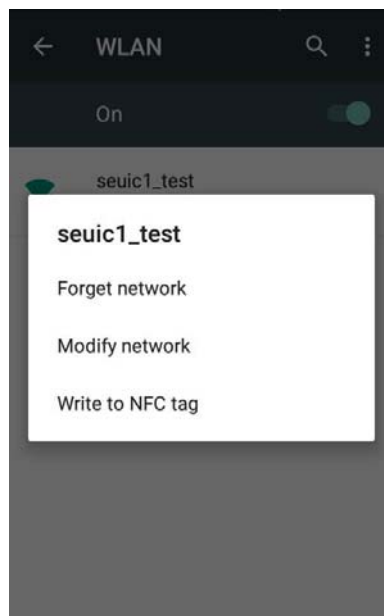 WLAN
On
seuic1_test
seuic1_test
Forget network
Modify network
Write to NFC tag